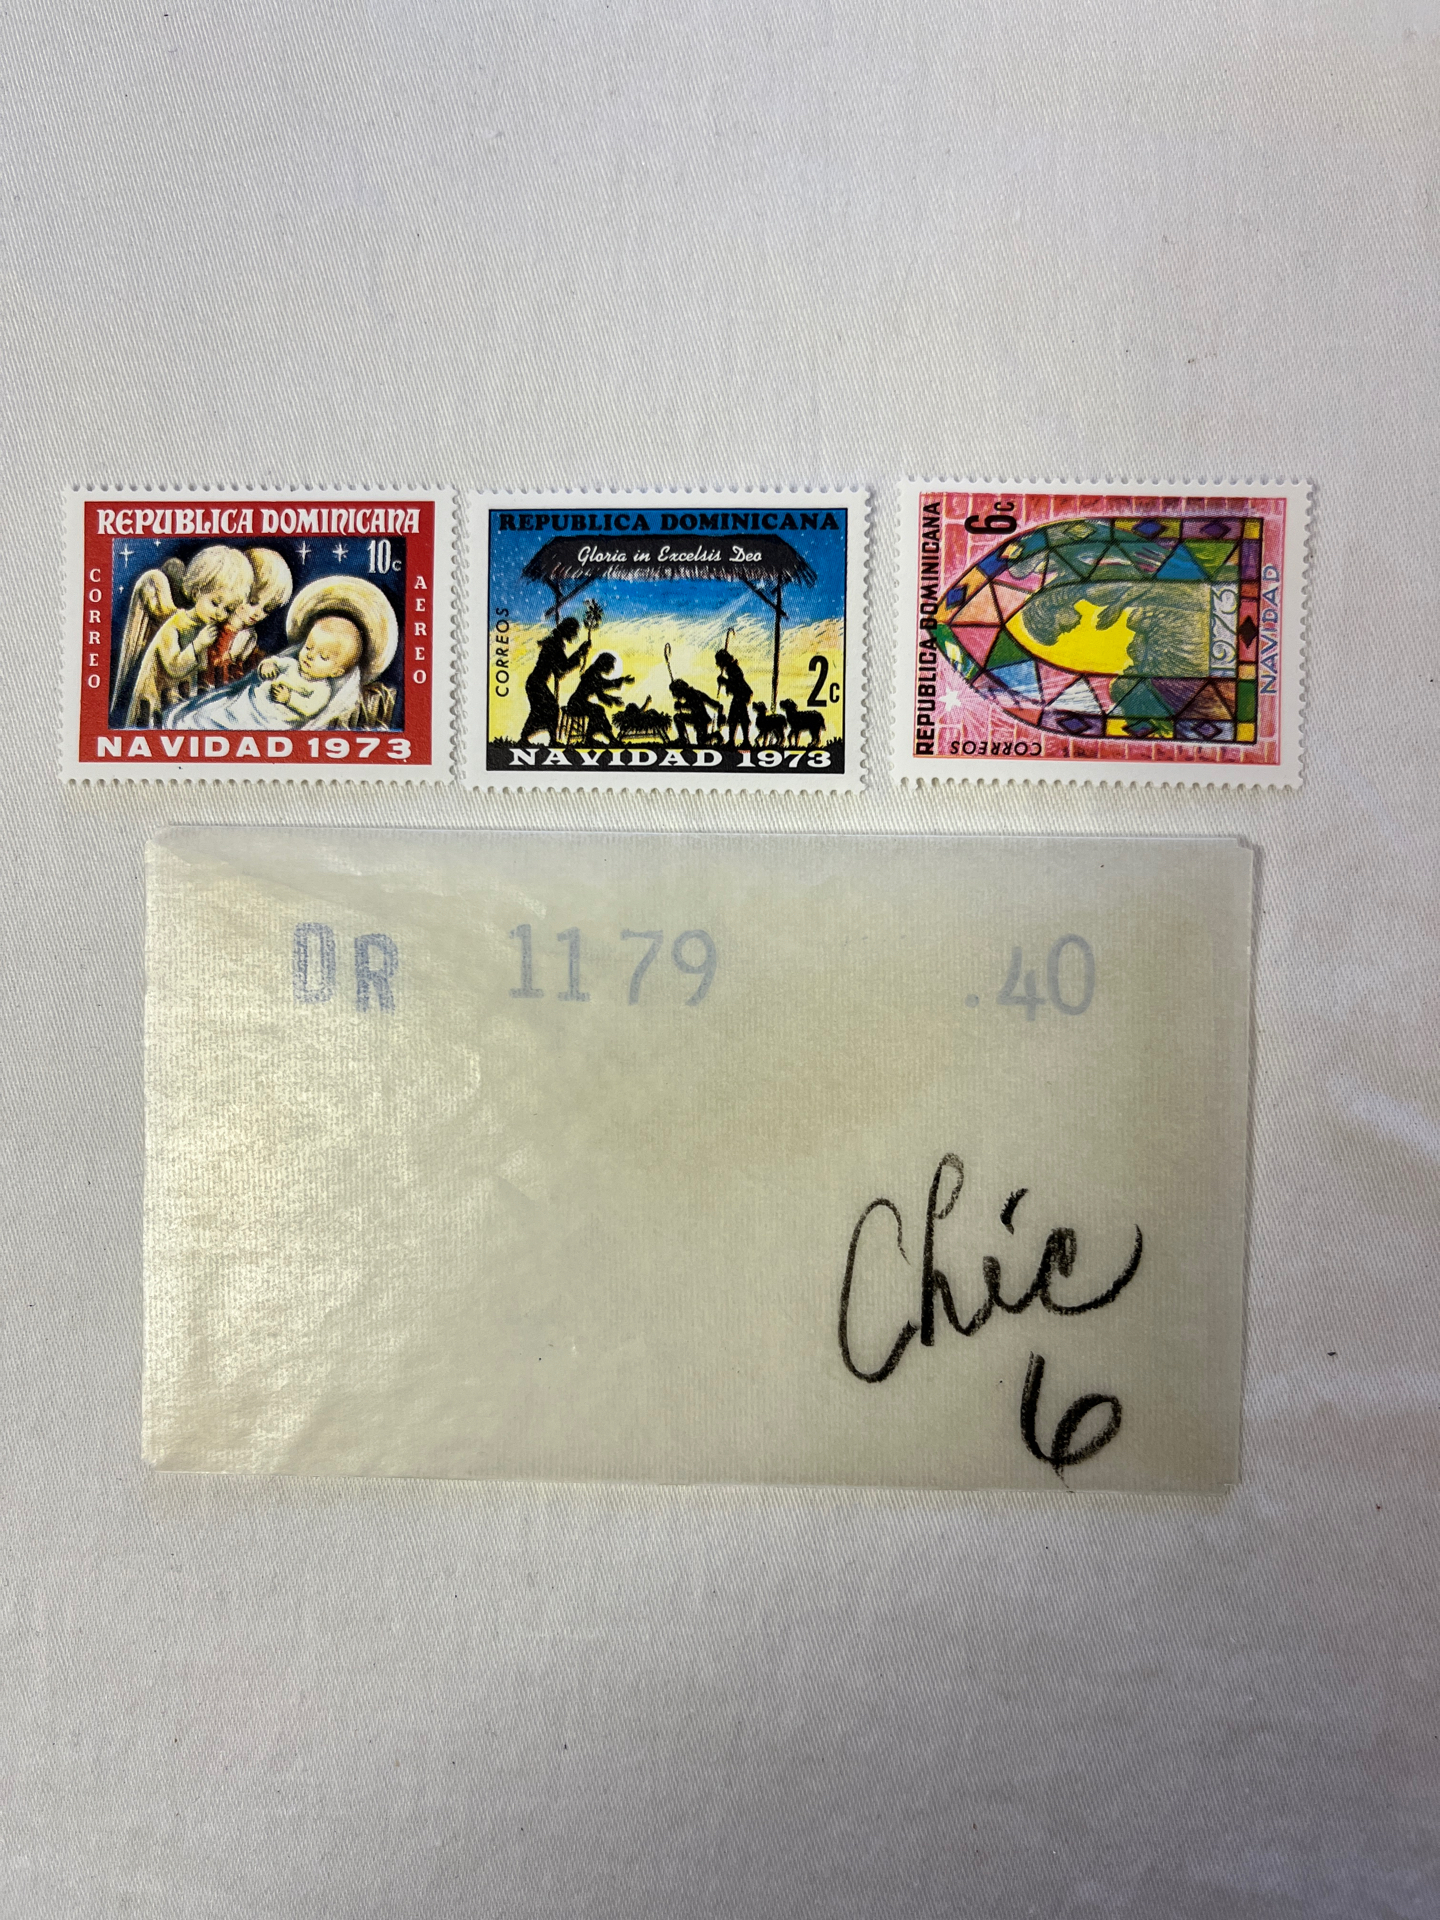 REPUBLICA DOMINICANA
10c
CORREO
AEREO
NAVIDAD 1973
REPUBLICA DOMINICANA
Gloria in Excelsis Deo
CORREOS
2c
NAVIDAD 1973
REPUBLICA DOMINICANA
6c
CORREOS
1973
NAVIDAD
DR 1179 .40
Chic
6